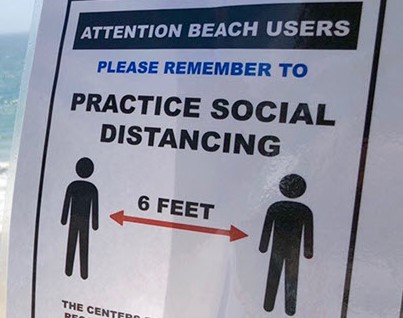 ATTENTION BEACH USERS
PLEASE REMEMBER TO
PRACTICE SOCIAL
DISTANCING
6 FEET
THE CENTERS